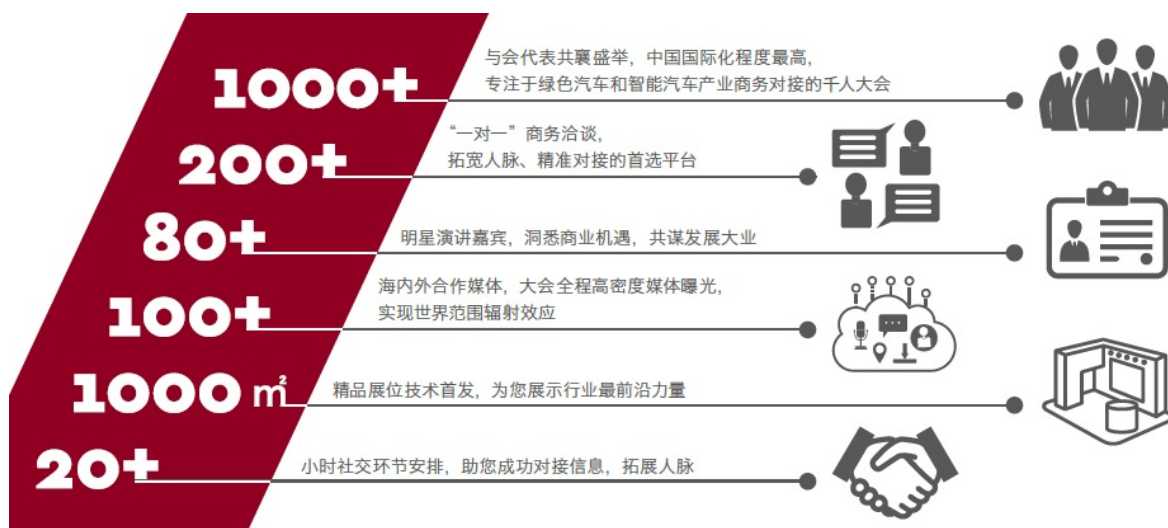 1000+
与会代表共襄盛举，中国国际化程度最高，
专注于绿色汽车和智能汽车产业商务对接的千人大会
200+
“一对一”商务洽谈，
拓宽人脉、精准对接的首选平台
80+
明星演讲嘉宾，洞悉商业机遇，共谋发展大业
100+
海内外合作媒体，大会全程高密度媒体曝光，
实现世界范围辐射效应
1000㎡
精品展位技术首发，为您展示行业最前沿力量
20+
小时社交环节安排，助您成功对接信息，拓展人脉